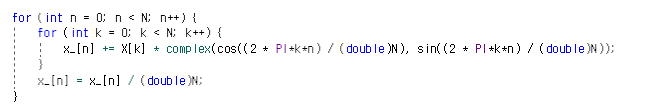 for (int n = 0; n < N; n++) {
for (int k = 0; k < N; k++) {
x_[n] += X[k] * complex(cos((2 * PI*k*n) / (double)N), sin((2 * PI*k*n) / (double)N));
}
x_[n] = x_[n] / (double)N;
}